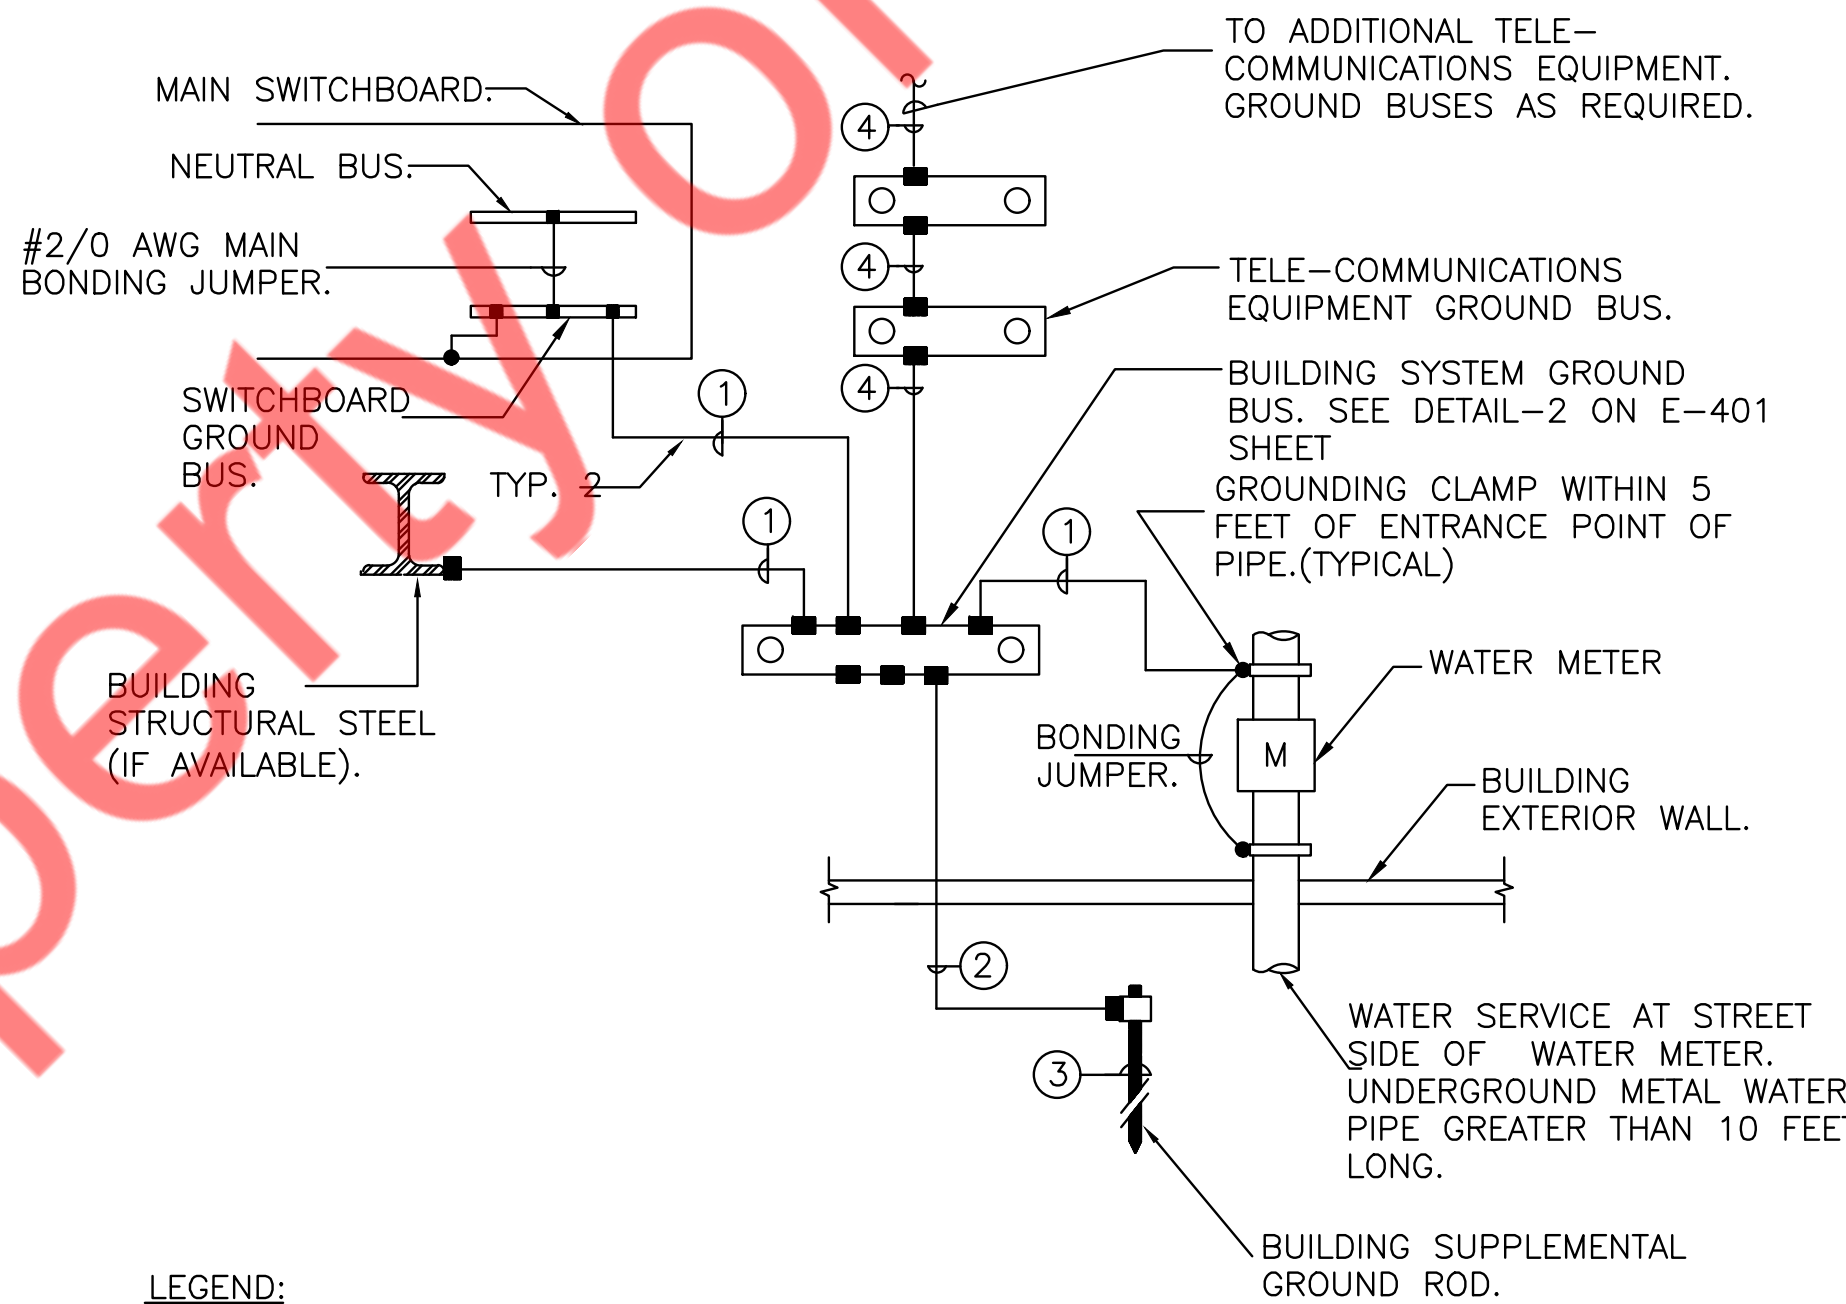 TO ADDITIONAL TELE-
COMMUNICATIONS EQUIPMENT.
GROUND BUSES AS REQUIRED.
MAIN SWITCHBOARD.
4
NEUTRAL BUS.
#2/0 AWG MAIN
BONDING JUMPER.
4
TELE-COMMUNICATIONS
EQUIPMENT GROUND BUS.
BUILDING SYSTEM GROUND
BUS. SEE DETAIL-2 ON E-401
SHEET
4
1
SWITCHBOARD
GROUND
BUS.
TYP. 2
GROUNDING CLAMP WITHIN 5
FEET OF ENTRANCE POINT OF
PIPE.(TYPICAL)
1
1
WATER METER
BUILDING
STRUCTURAL STEEL
(IF AVAILABLE).
BONDING
JUMPER.
M
BUILDING
EXTERIOR WALL.
2
WATER SERVICE AT STREET
SIDE OF WATER METER.
UNDERGROUND METAL WATER
PIPE GREATER THAN 10 FEET
LONG.
3
BUILDING SUPPLEMENTAL
GROUND ROD.
LEGEND:
perty of